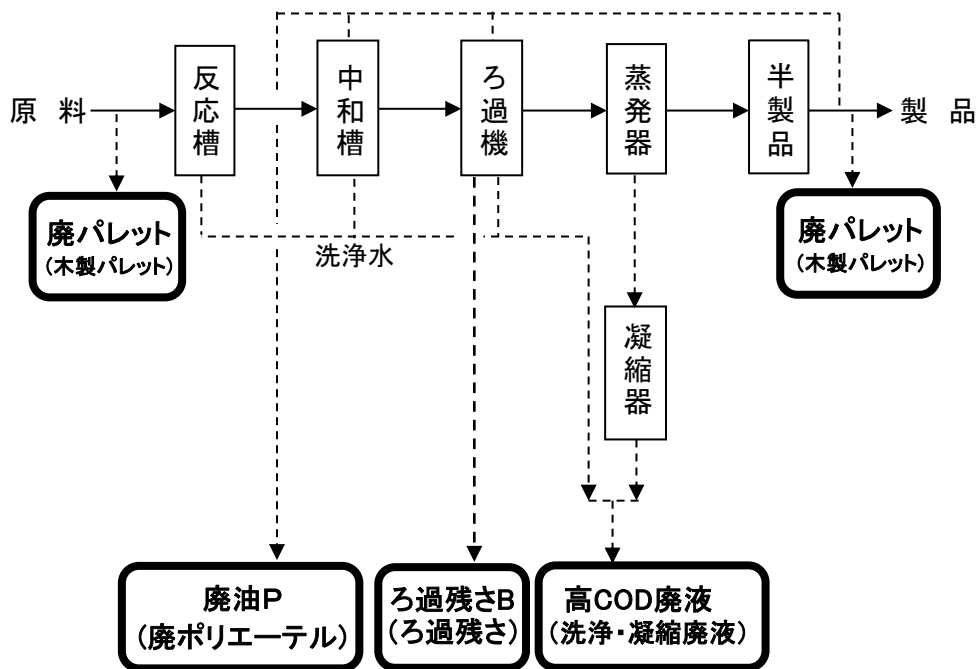 原料
反応槽
中和槽
ろ過機
蒸発器
半製品
製品
廃パレット
(木製パレット)
洗浄水
廃パレット
(木製パレット)
凝縮器
廃油P
(廃ポリエーテル)
ろ過残さB
(ろ過残さ)
高COD廃液
(洗浄・凝縮廃液)